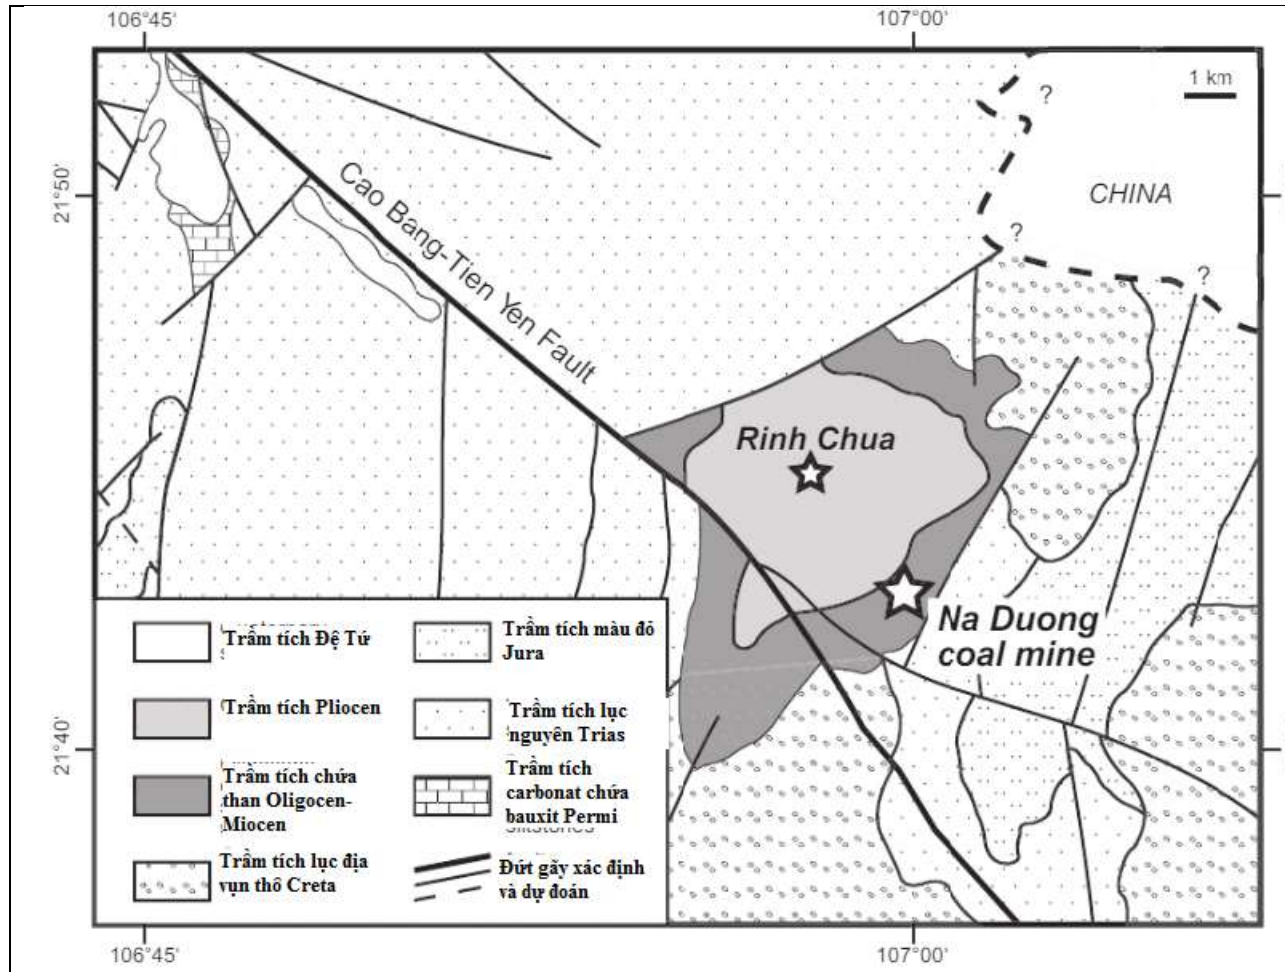 106°45'
107°00'
1 km
?
21°50'
CHINA
Cao Bang-Tien Yen Fault
?
?
Rinh Chua
Na Duong
coal mine
Trầm tích Đệ Tứ
Trầm tích Pliocen
Trầm tích chứa
than Oligocen-
Miocen
Trầm tích lục địa
vụn thô Creta
Trầm tích màu đỏ
Jura
Trầm tích lục
nguyên Trias
Trầm tích
carbonat chứa
bauxit Permi
Đứt gãy xác định
và dự đoán
21°40'
106°45'
107°00'